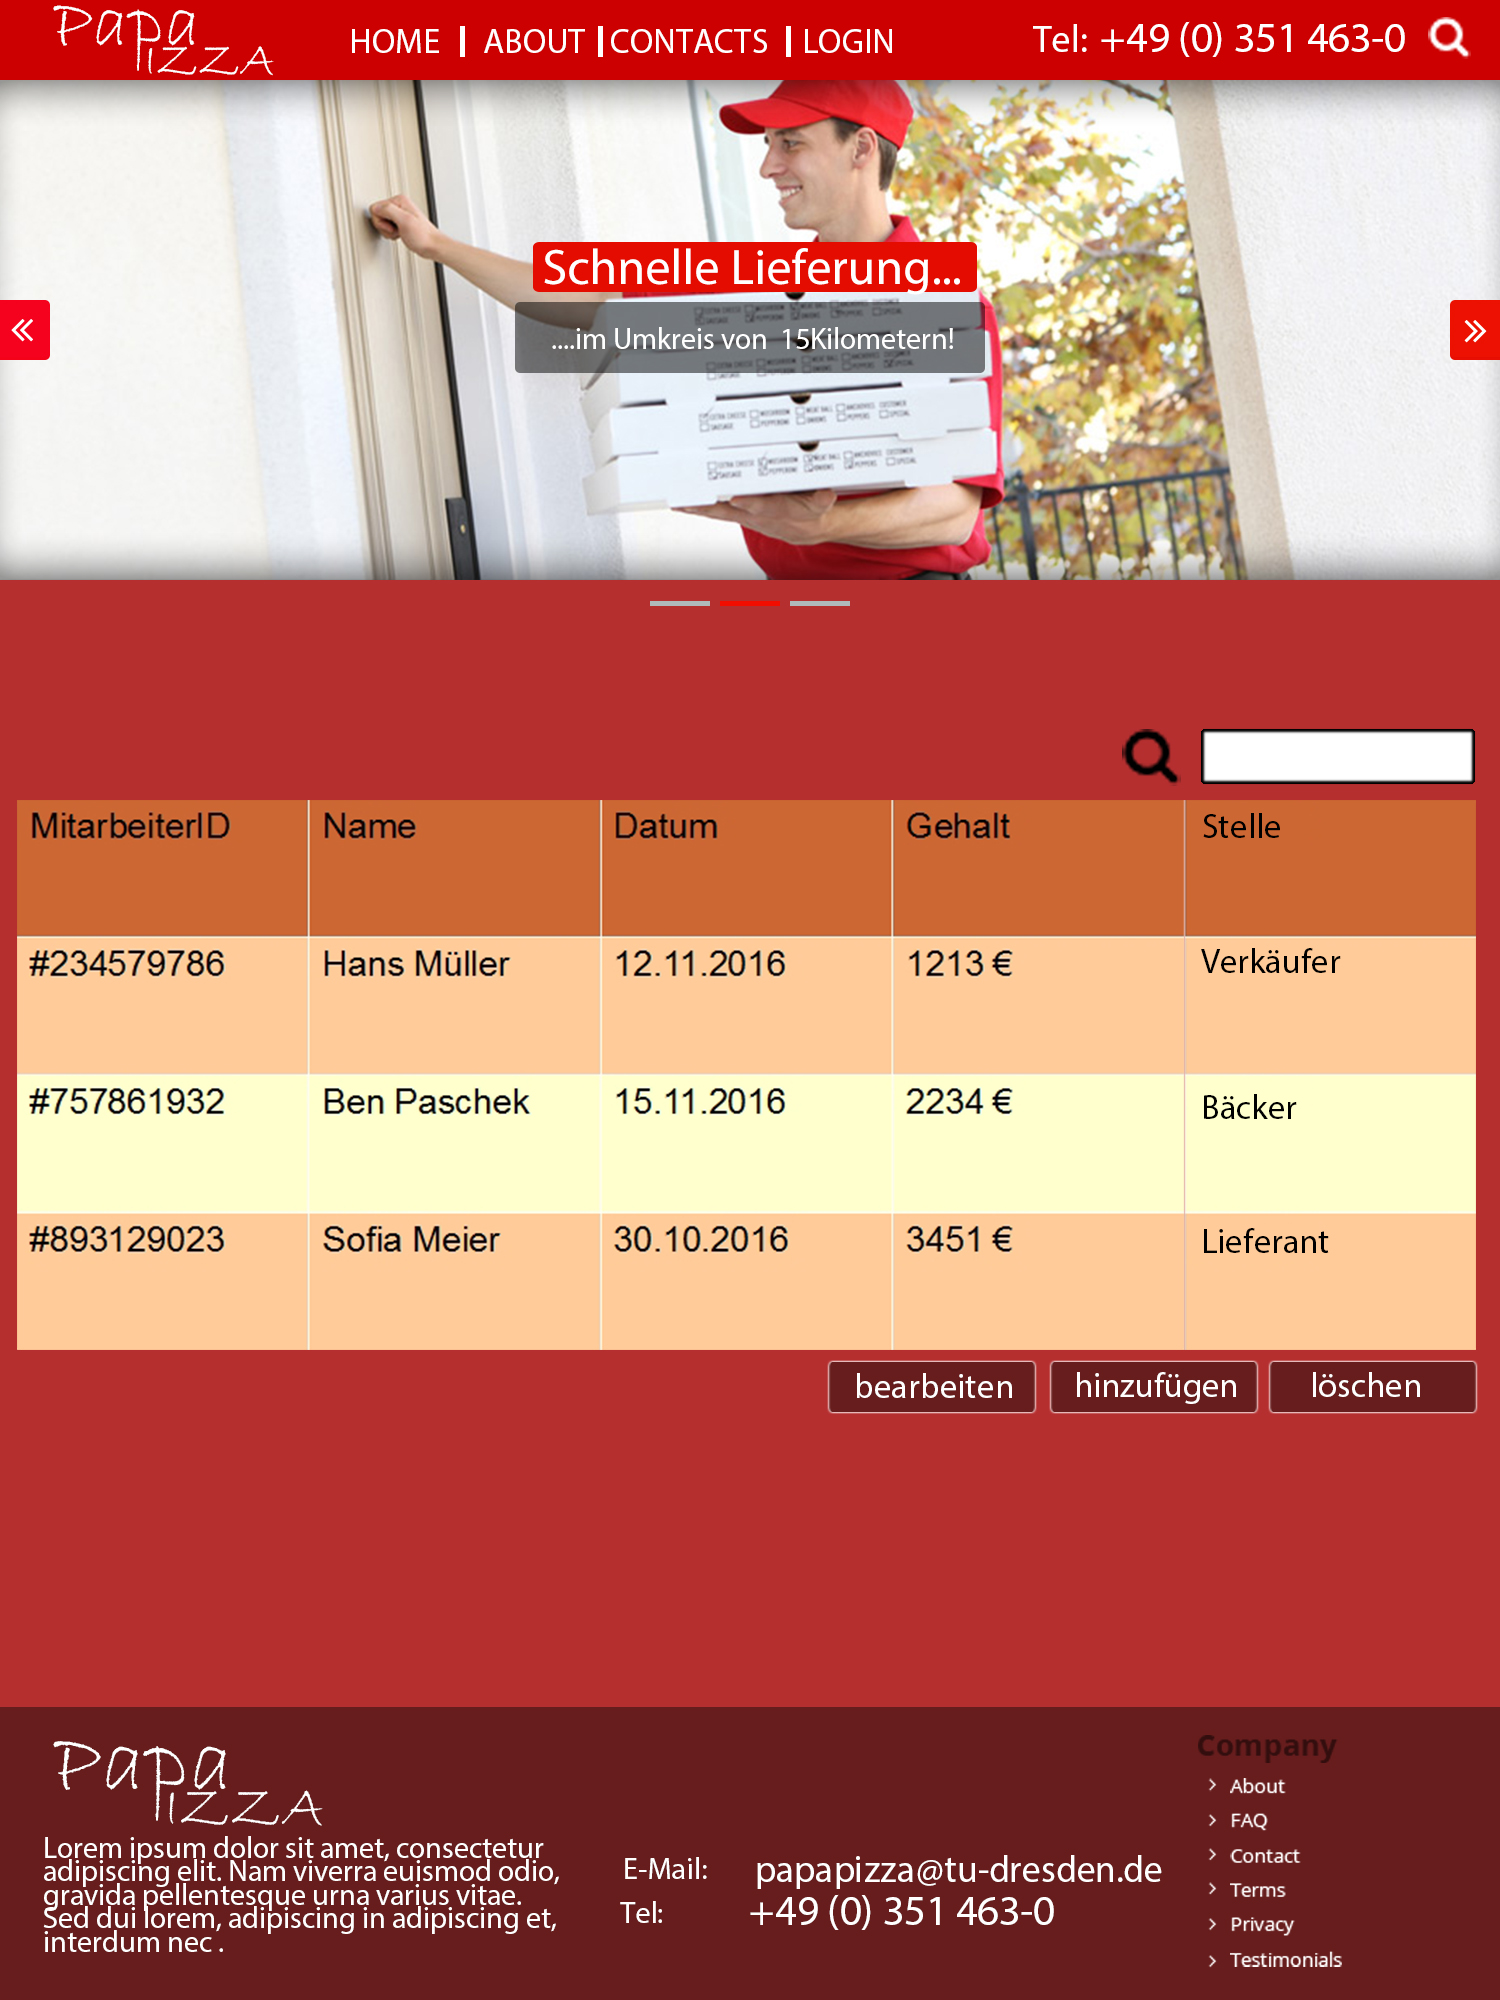 Papa
PIZZA
HOME | ABOUT | CONTACTS | LOGIN
Tel: +49 (0) 351 463-0
Schnelle Lieferung...
....im Umkreis von 15Kilometern!
MitarbeiterID Name Datum Gehalt Stelle
#234579786 Hans Müller 12.11.2016 1213 € Verkäufer
#757861932 Ben Paschek 15.11.2016 2234 € Bäcker
#893129023 Sofia Meier 30.10.2016 3451 € Lieferant
bearbeiten hinzufügen löschen
Papa
PIZZA
Lorem ipsum dolor sit amet, consectetur
adipiscing elit. Nam viverra euismod odio,
gravida pellentesque urna varius vitae.
Sed dui lorem, adipiscing in adipiscing et,
interdum nec .
E-Mail: papapizza@tu-dresden.de
Tel: +49 (0) 351 463-0
Company
About
FAQ
Contact
Terms
Privacy
Testimonials